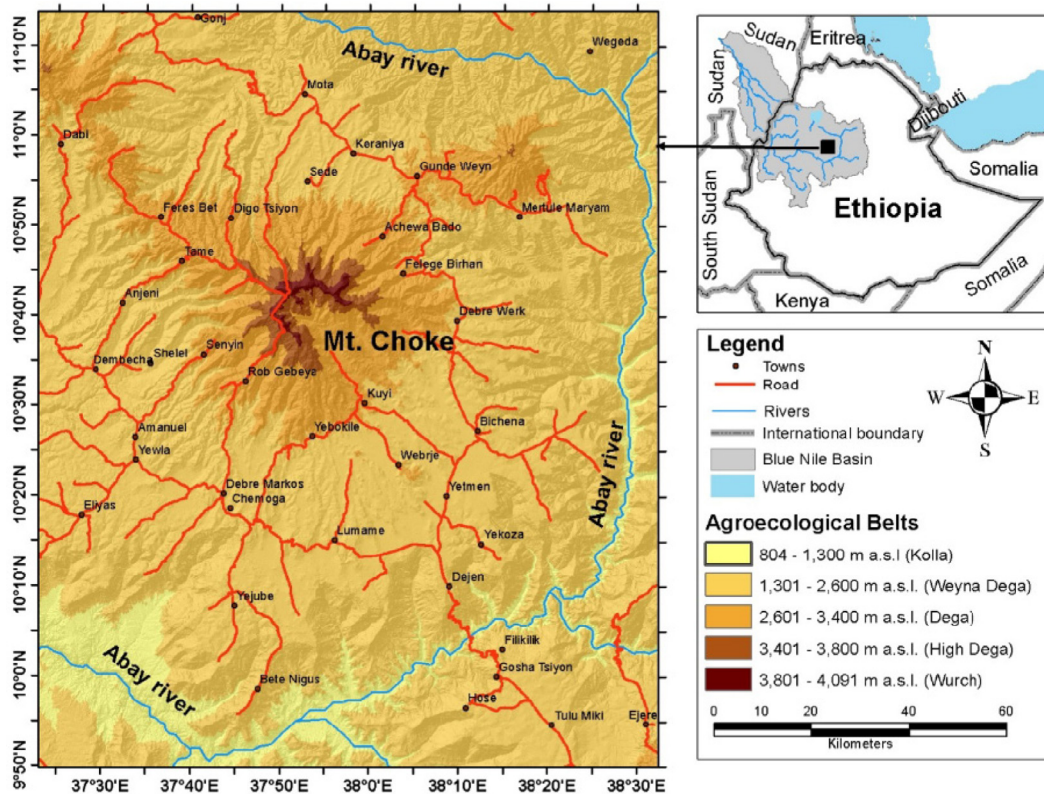 Gonj
Abay river
Wegeda
Mota
Dabi
Keraniya
Sede
Gunde Weyn
Feres Bet
Digo Tsiyon
Mertule Maryam
Achewa Bado
Tame
Felege Birhan
Anjeni
Debre Werk
Mt. Choke
Dembecha
Shelel
Senyin
Rob Gebeya
Kuyi
Amanuel
Yebokile
Bichena
Yewla
Webrje
Abay river
Debre Markos
Chemoga
Yetmen
Eliyas
Lumame
Yekoza
Dejen
Yejube
Filikilik
Abay river
Bete Nigus
Gosha Tsiyon
Hose
Tulu Miki
Ejere
11°10'N
11°0'N
10°50'N
10°40'N
10°30'N
10°20'N
10°10'N
10°0'N
9°50'N
37°30'E
37°40'E
37°50'E
38°0'E
38°10'E
38°20'E
38°30'E
Sudan
Eritrea
Sudan
Djibouti
Somalia
Ethiopia
South Sudan
Somalia
Kenya
Legend
Towns
Road
Rivers
International boundary
Blue Nile Basin
Water body
N
W
E
S
Agroecological Belts
804 - 1,300 m a.s.l (Kolla)
1,301 - 2,600 m a.s.l. (Weyna Dega)
2,601 - 3,400 m a.s.l. (Dega)
3,401 - 3,800 m a.s.l. (High Dega)
3,801 - 4,091 m a.s.l. (Wurch)
0 10 20 40 60
Kilometers